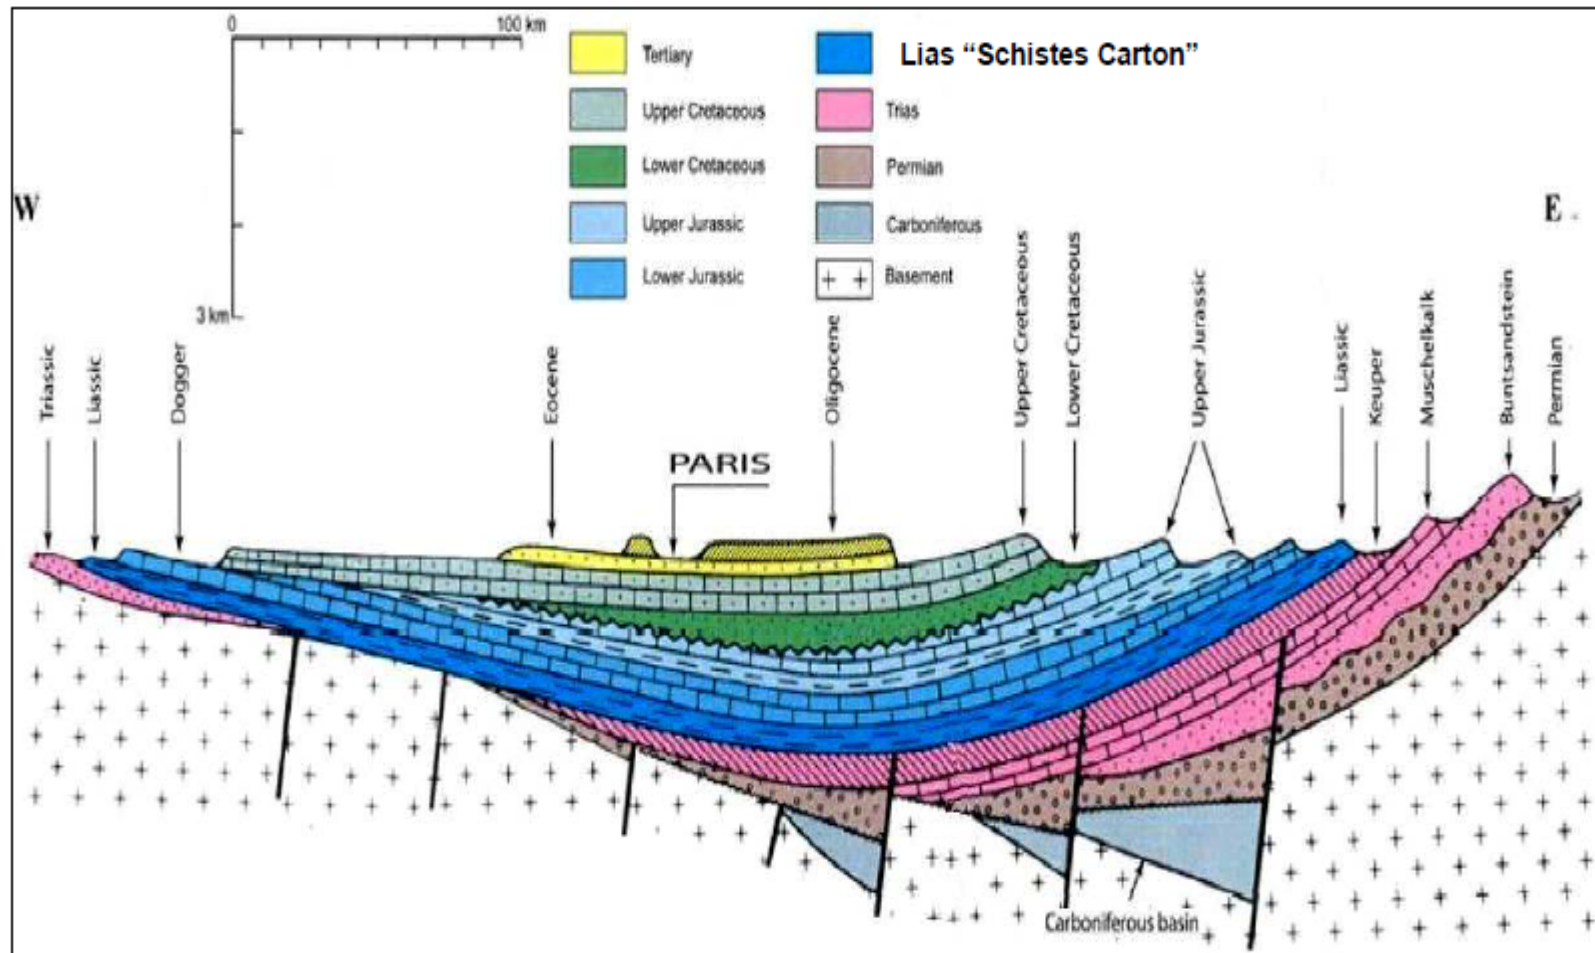 0
100 km
3 km
Tertiary
Upper Cretaceous
Lower Cretaceous
Upper Jurassic
Lower Jurassic
Lias “Schistes Carton”
Trias
Permian
Carboniferous
Basement
W
E
Triassic
Liassic
Dogger
Eocene
PARIS
Oligocene
Upper Cretaceous
Lower Cretaceous
Upper Jurassic
Liassic
Keuper
Muschelkalk
Buntsandstein
Permian
Carboniferous basin